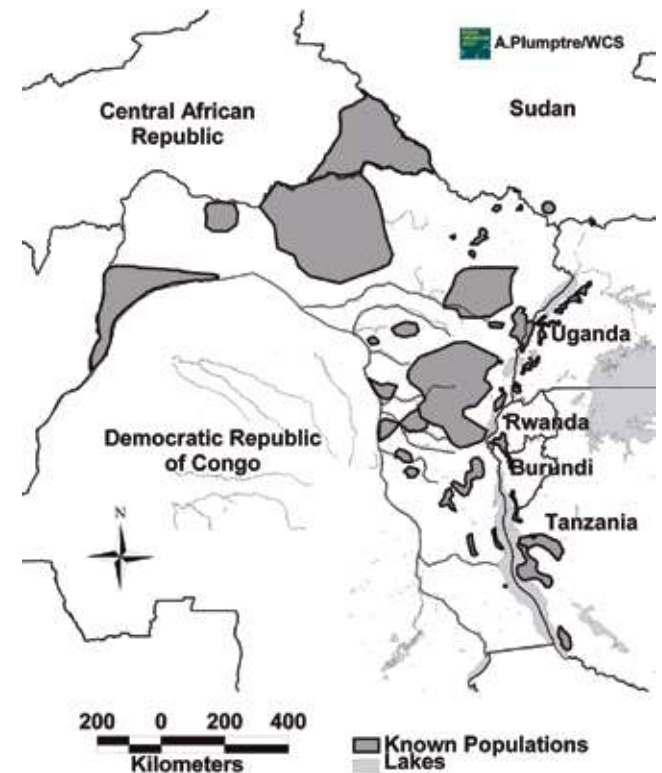 A.Plumptre/WCS
Central African
Republic
Sudan
Uganda
Rwanda
Democratic Republic
of Congo
Burundi
Tanzania
N
200 0 200 400
Kilometers
Known Populations
Lakes